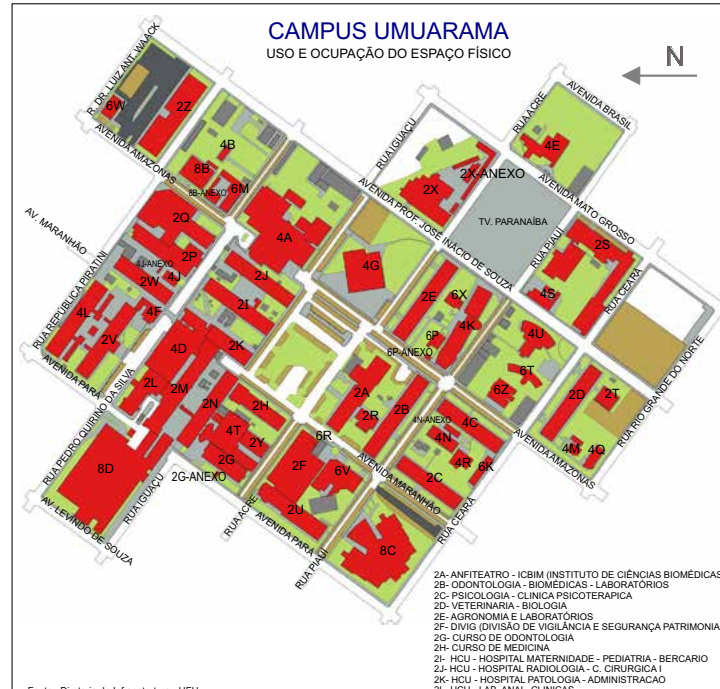 CAMPUS UMUARAMA
USO E OCUPAÇÃO DO ESPAÇO FÍSICO
N
R. DR. LUIZ ANT. WAACK
6W
2Z
AVENIDA AMAZONAS
4B
8B
8B-ANEXO
6M
RUA IGUAÇU
RUA ACRE
AVENIDA BRASIL
4E
2X-ANEXO
2X
AVENIDA MATO GROSSO
TV. PARANAÍBA
AVENIDA PROF. JOSÉ INÁCIO DE SOUZA
RUA PIAUÍ
2S
RUA CEARÁ
AV. MARANHÃO
2Q
4A
2P
4J-ANEXO
4J
2W
2J
4G
RUA REPÚBLICA PIRATINI
4L
4F
2I
2E
6X
4S
2V
4K
4U
6P
6P-ANEXO
4D
2K
AVENIDA PARÁ
6T
RUA RIO GRANDE DO NORTE
2L
2M
2A
6Z
2D
2T
RUA PEDRO QUIRINO DA SILVA
2N
2H
2R
2B
4N-ANEXO
4C
4T
2Y
6R
4N
AVENIDA AMAZONAS
4M
4Q
8D
2G
2F
6V
AVENIDA MARANHÃO
4R
6K
2G-ANEXO
2C
AV. LEVINDO DE SOUZA
RUA IGUAÇU
RUA ACRE
2U
AVENIDA PARÁ
RUA CEARÁ
RUA PIAUÍ
8C
2A- ANFITEATRO - ICBIM (INSTITUTO DE CIÊNCIAS BIOMÉDICAS
2B- ODONTOLOGIA - BIOMÉDICAS - LABORATÓRIOS
2C- PSICOLOGIA - CLINICA PSICOTERAPICA
2D- VETERINARIA - BIOLOGIA
2E- AGRONOMIA E LABORATÓRIOS
2F- DIVIG (DIVISÃO DE VIGILÂNCIA E SEGURANÇA PATRIMONIA
2G- CURSO DE ODONTOLOGIA
2H- CURSO DE MEDICINA
2I- HCU - HOSPITAL MATERNIDADE - PEDIATRIA - BERCARIO
2J- HCU - HOSPITAL RADIOLOGIA - C. CIRURGICA I
2K - HCU - HOSPITAL PATOLOGIA - ADMINISTRACAO